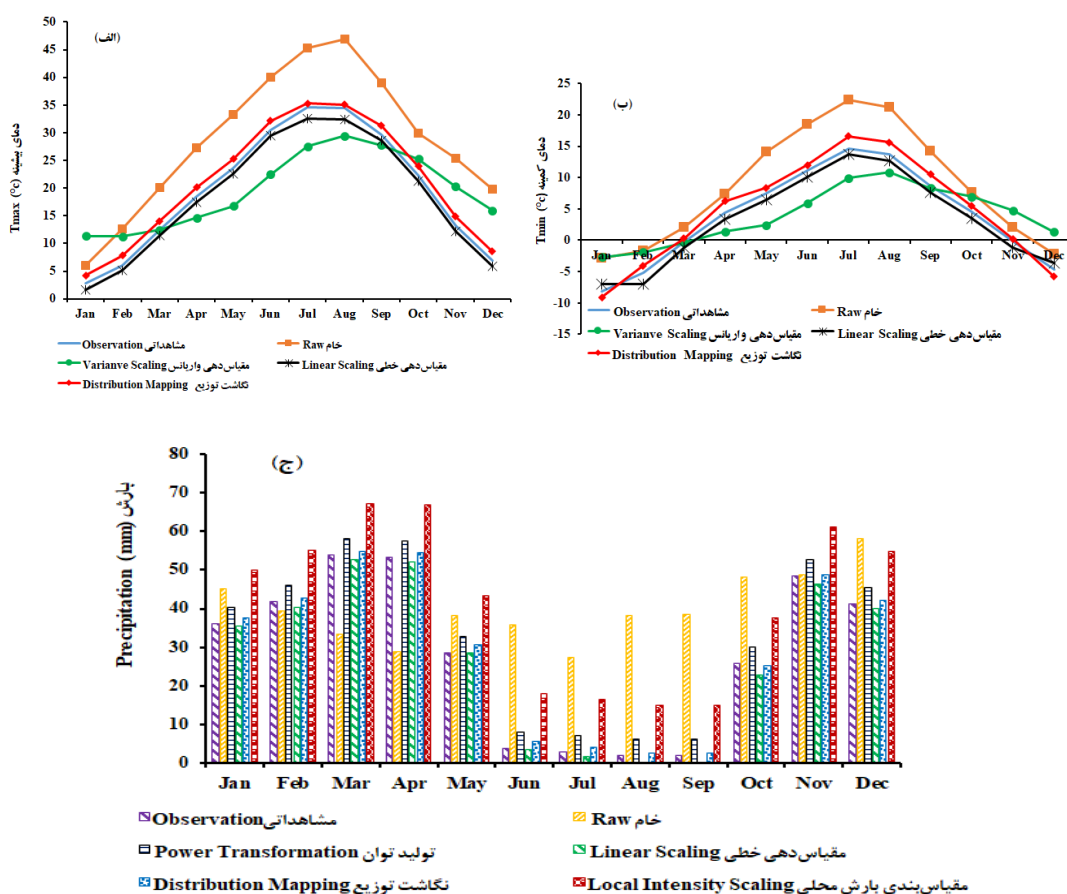 (الف)
دمای بیشینه Tmax (°c)
50
45
40
35
30
25
20
15
10
5
0
Jan Feb Mar Apr May Jun Jul Aug Sep Oct Nov Dec
Observation مشاهداتی
Raw خام
Varianve Scaling مقیاس‌دهی واریانس
Linear Scaling مقیاس‌دهی خطی
Distribution Mapping نگاشت توزیع
(ب)
دمای کمینه Tmin (°c)
25
20
15
10
5
0
-5
-10
-15
Jan Feb Mar Apr May Jun Jul Aug Sep Oct Nov Dec
Observation مشاهداتی
Raw خام
Varianve Scaling مقیاس‌دهی واریانس
Linear Scaling مقیاس‌دهی خطی
Distribution Mapping نگاشت توزیع
(ج)
Precipitation (mm) بارش
80
70
60
50
40
30
20
10
0
Jan Feb Mar Apr May Jun Jul Aug Sep Oct Nov Dec
Observation مشاهداتی
Raw خام
Power Transformation تولید توان
Linear Scaling مقیاس‌دهی خطی
Distribution Mapping نگاشت توزیع
Local Intensity Scaling مقیاس‌بندی بارش محلی